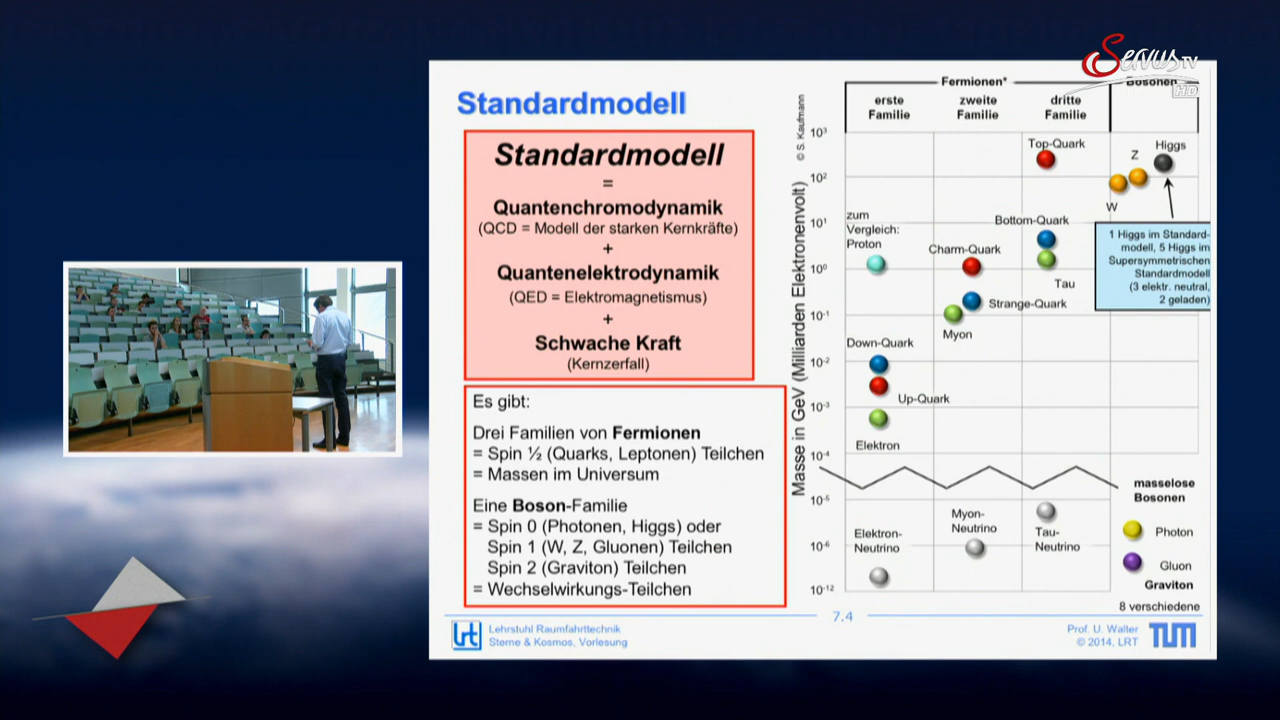 Servus TV
HD
Standardmodell
Standardmodell
=
Quantenchromodynamik
(QCD = Modell der starken Kernkräfte)
+
Quantenelektrodynamik
(QED = Elektromagnetismus)
+
Schwache Kraft
(Kernzerfall)
Es gibt:
Drei Familien von Fermionen
= Spin ½ (Quarks, Leptonen) Teilchen
= Massen im Universum
Eine Boson-Familie
= Spin 0 (Photonen, Higgs) oder
Spin 1 (W, Z, Gluonen) Teilchen
Spin 2 (Graviton) Teilchen
= Wechselwirkungs-Teilchen
© S. Kaufmann
Masse in GeV (Milliarden Elektronenvolt)
Fermionen*
Bosonen
erste
Familie
zweite
Familie
dritte
Familie
10³
10²
10¹
10⁰
10⁻¹
10⁻²
10⁻³
10⁻⁴
10⁻⁵
10⁻⁶
10⁻¹²
Top-Quark
Z
Higgs
W
zum
Vergleich:
Proton
Bottom-Quark
Charm-Quark
Tau
Strange-Quark
Myon
1 Higgs im Standard-
modell, 5 Higgs im
Supersymmetrischen
Standardmodell
(3 elektr. neutral,
2 geladen)
Down-Quark
Up-Quark
Elektron
masselose
Bosonen
Elektron-
Neutrino
Myon-
Neutrino
Tau-
Neutrino
Photon
Gluon
Graviton
8 verschiedene
lrt
Lehrstuhl Raumfahrttechnik
Sterne & Kosmos, Vorlesung
7.4
Prof. U. Walter
© 2014, LRT
TUM